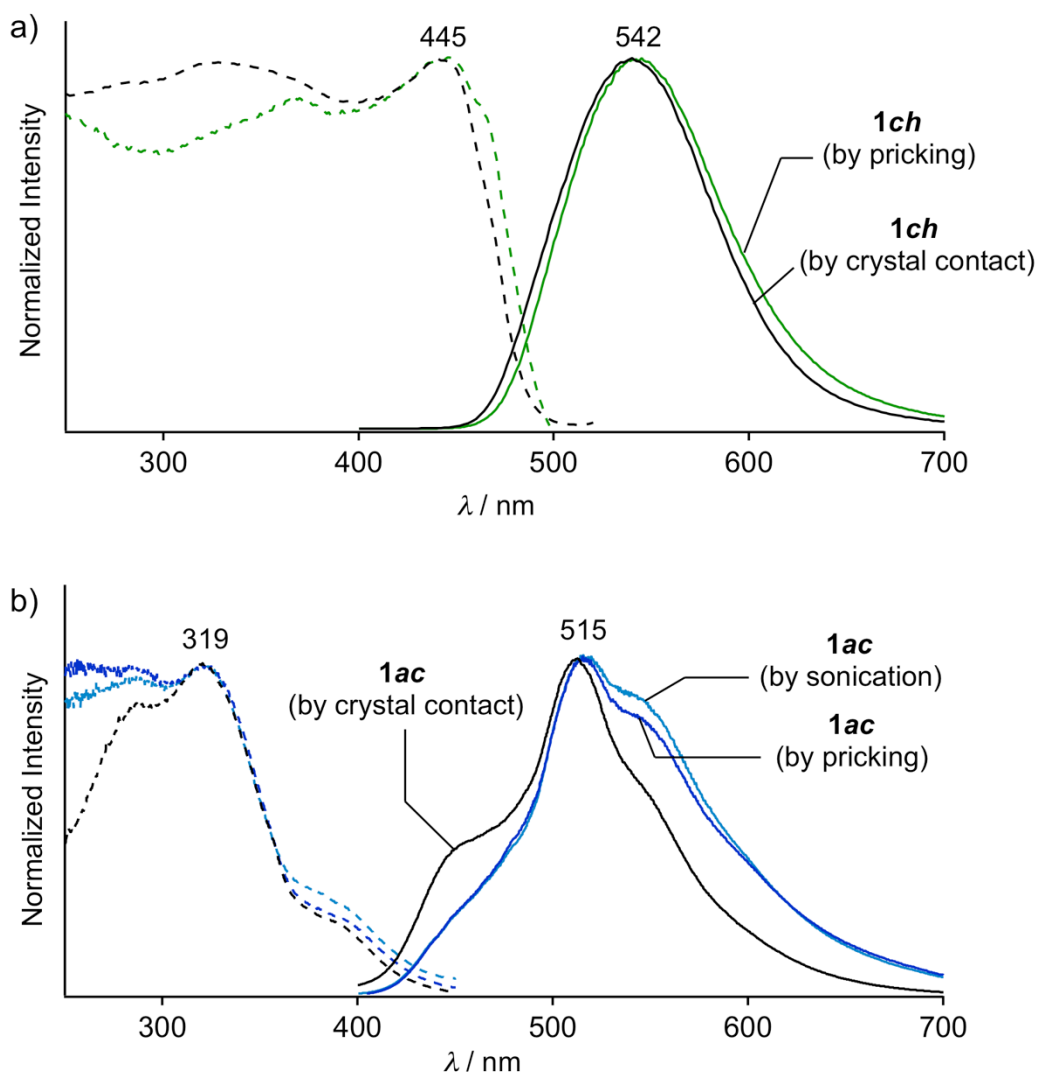 a)
445
542
Normalized Intensity
1ch
(by pricking)
1ch
(by crystal contact)
300
400
500
600
700
λ / nm
b)
319
515
Normalized Intensity
1ac
(by crystal contact)
1ac
(by sonication)
1ac
(by pricking)
300
400
500
600
700
λ / nm